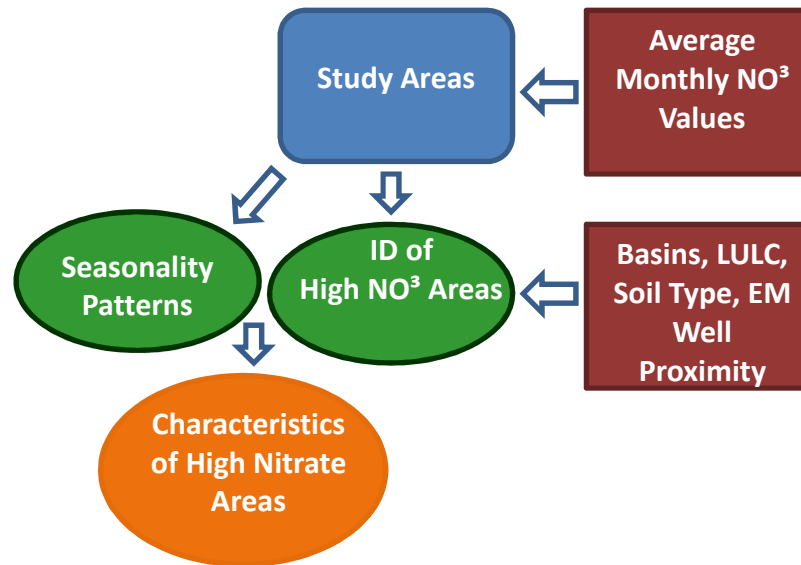 Study Areas
Average
Monthly NO³
Values
Seasonality
Patterns
ID of
High NO³ Areas
Basins, LULC,
Soil Type, EM
Well
Proximity
Characteristics
of High Nitrate
Areas